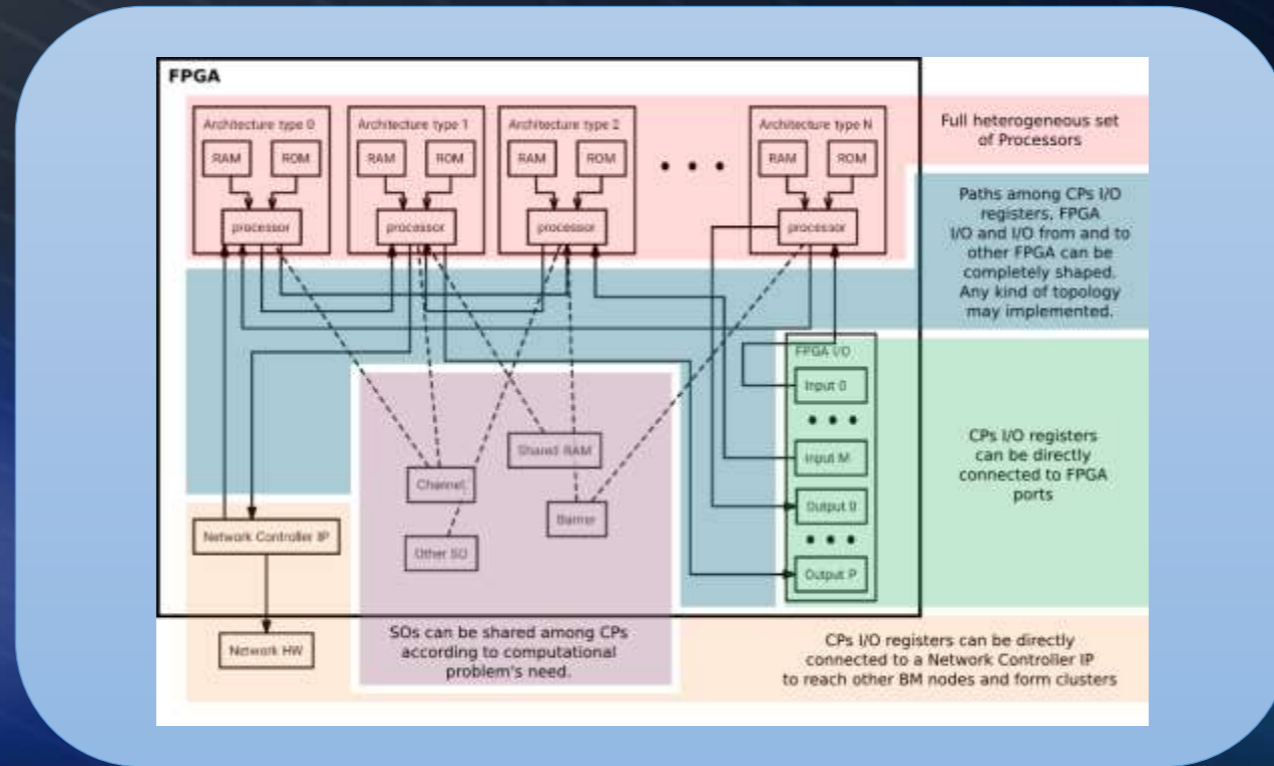 FPGA
Architecture type 0
Architecture type 1
Architecture type 2
Architecture type N
RAM
ROM
RAM
ROM
RAM
ROM
• • •
RAM
ROM
processor
processor
processor
processor
Full heterogeneous set
of Processors
Paths among CPs I/O
registers, FPGA
I/O and I/O from and to
other FPGA can be
completely shaped.
Any kind of topology
may implemented.
FPGA I/O
Input 0
• • •
Input M
Output 0
• • •
Output P
CPs I/O registers
can be directly
connected to FPGA
ports
Shared RAM
Channel
Barrier
Other SO
Network Controller IP
Network HW
SOs can be shared among CPs
according to computational
problem's need.
CPs I/O registers can be directly
connected to a Network Controller IP
to reach other BM nodes and form clusters